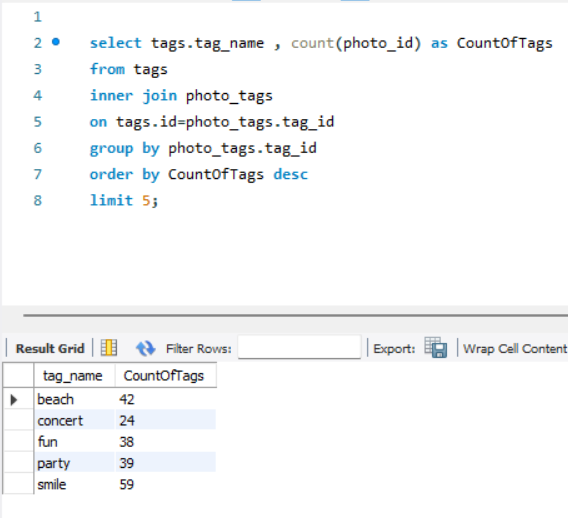 1
2 select tags.tag_name , count(photo_id) as CountOfTags
3 from tags
4 inner join photo_tags
5 on tags.id=photo_tags.tag_id
6 group by photo_tags.tag_id
7 order by CountOfTags desc
8 limit 5;
Result Grid Filter Rows: Export: Wrap Cell Content
tag_name CountOfTags
beach 42
concert 24
fun 38
party 39
smile 59